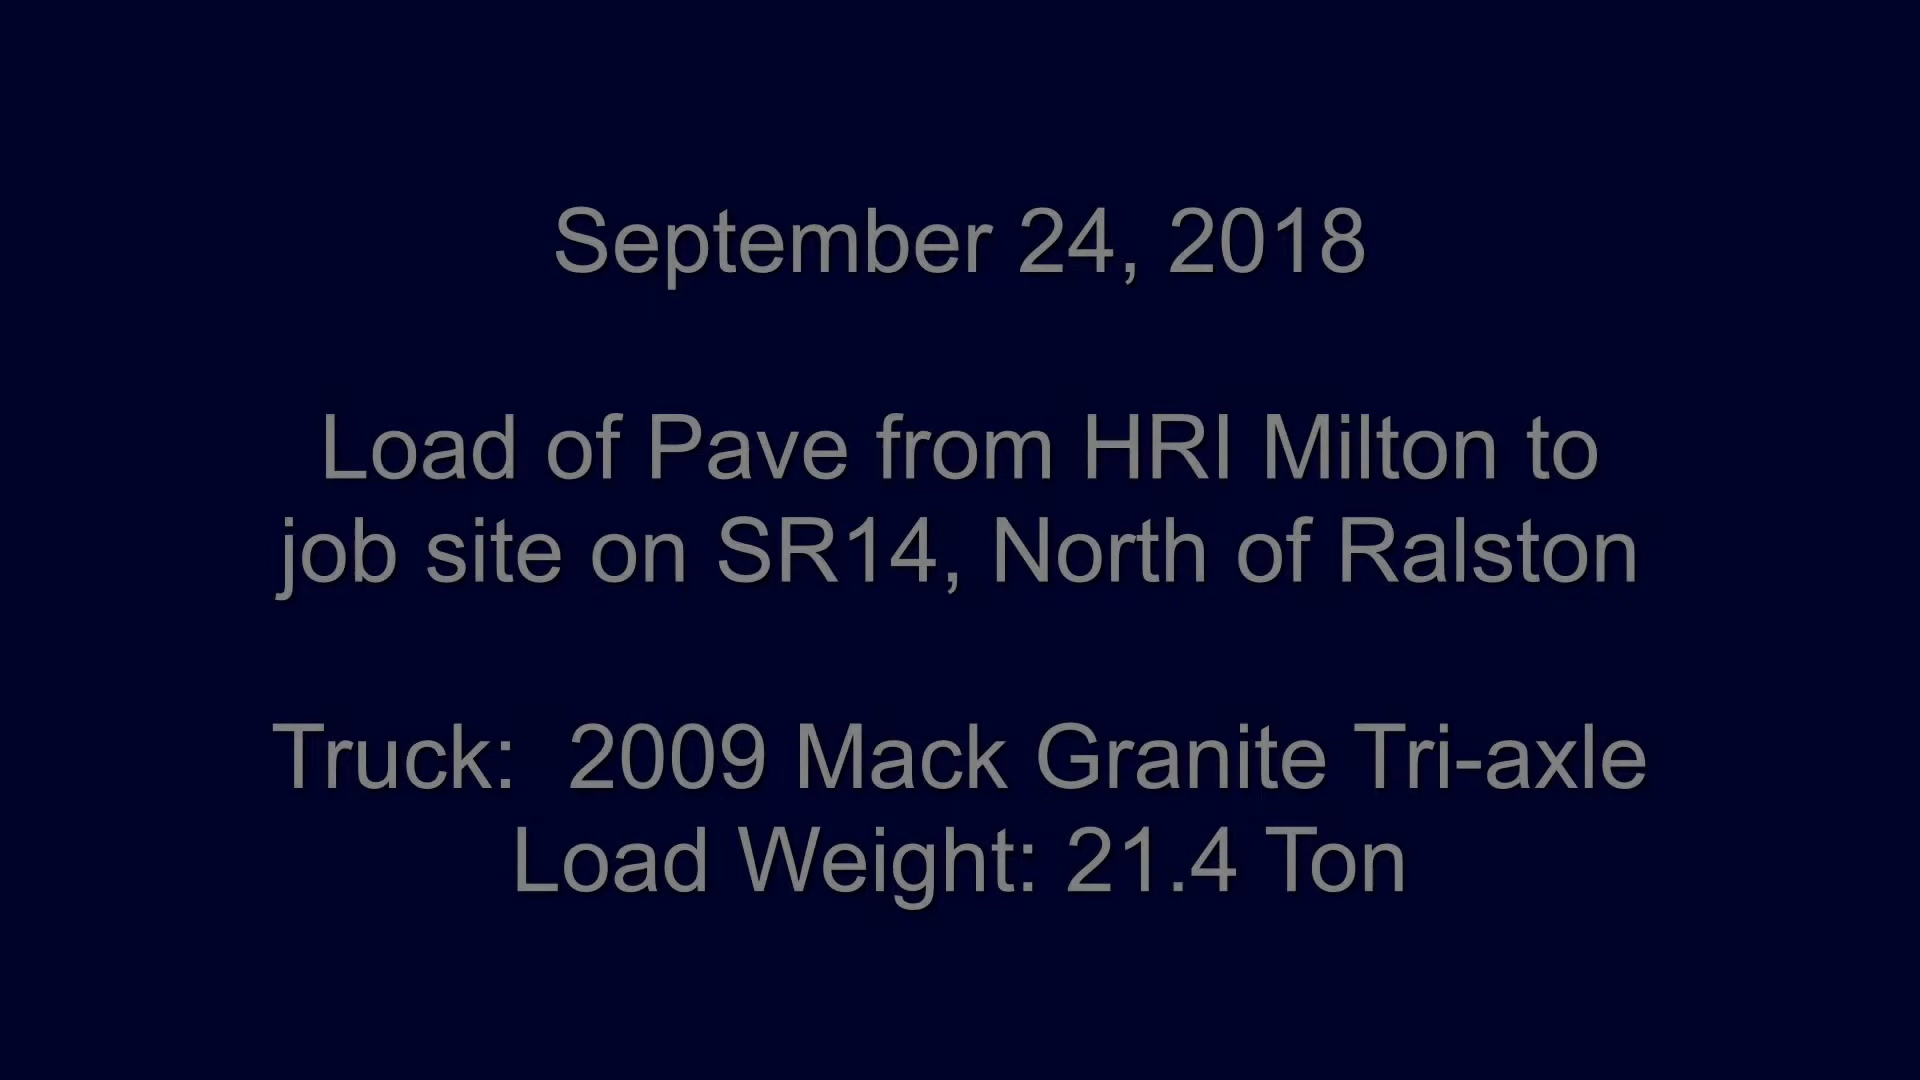 September 24, 2018
Load of Pave from HRI Milton to
job site on SR14, North of Ralston
Truck:  2009 Mack Granite Tri-axle
Load Weight: 21.4 Ton